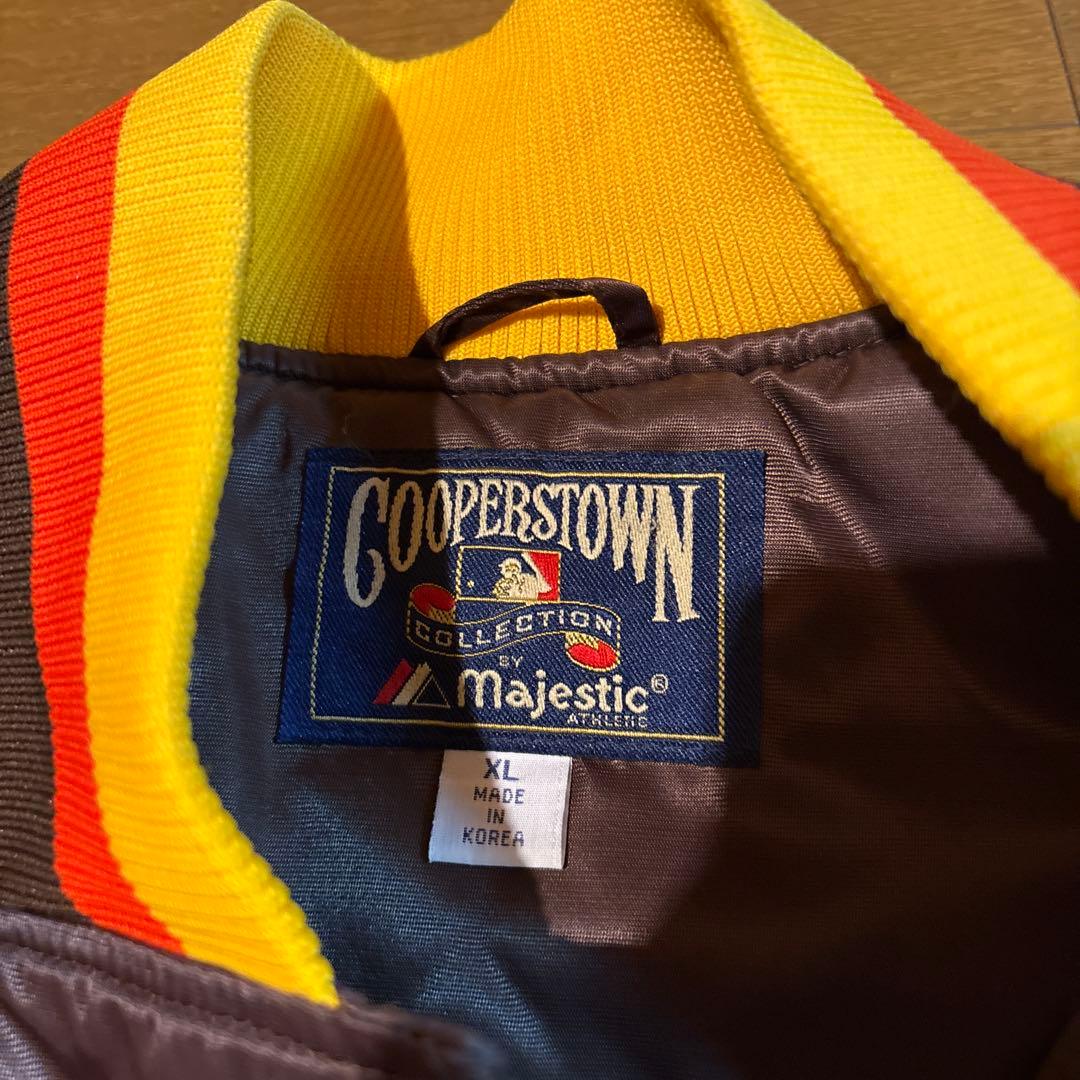 COOPERSTOWN
COLLECTION
BY
Majestic®
ATHLETIC
XL
MADE
IN
KOREA